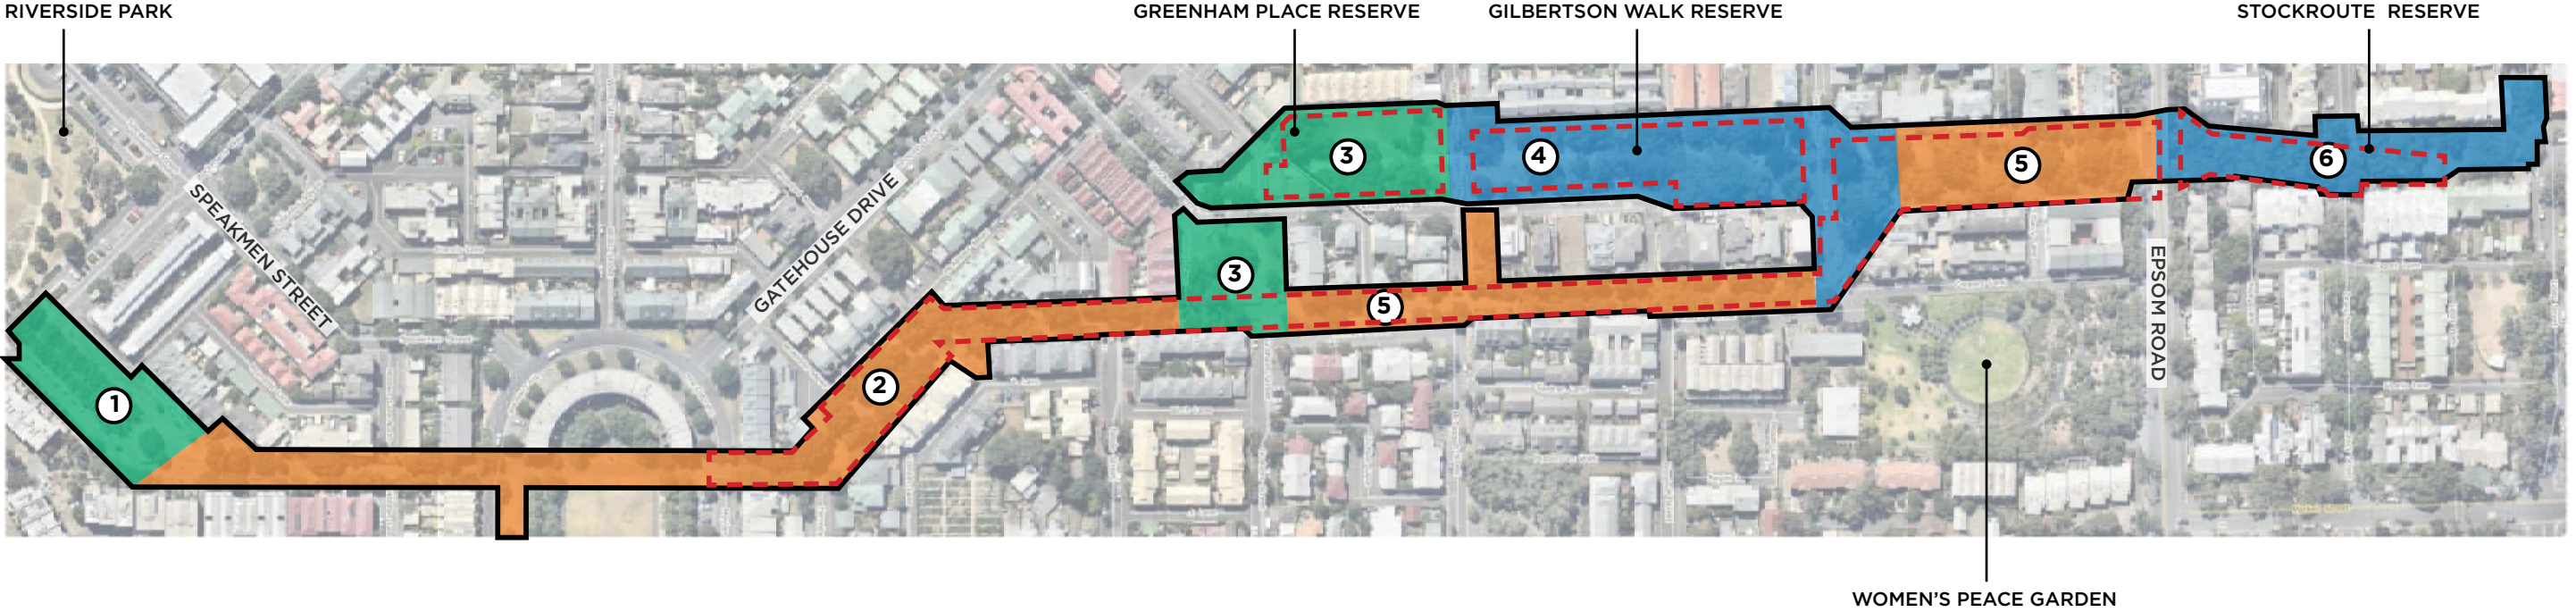 RIVERSIDE PARK
GREENHAM PLACE RESERVE
GILBERTSON WALK RESERVE
STOCKROUTE RESERVE
SPEAKMEN STREET
GATEHOUSE DRIVE
EPSOM ROAD
3
4
5
6
3
5
2
1
WOMEN'S PEACE GARDEN